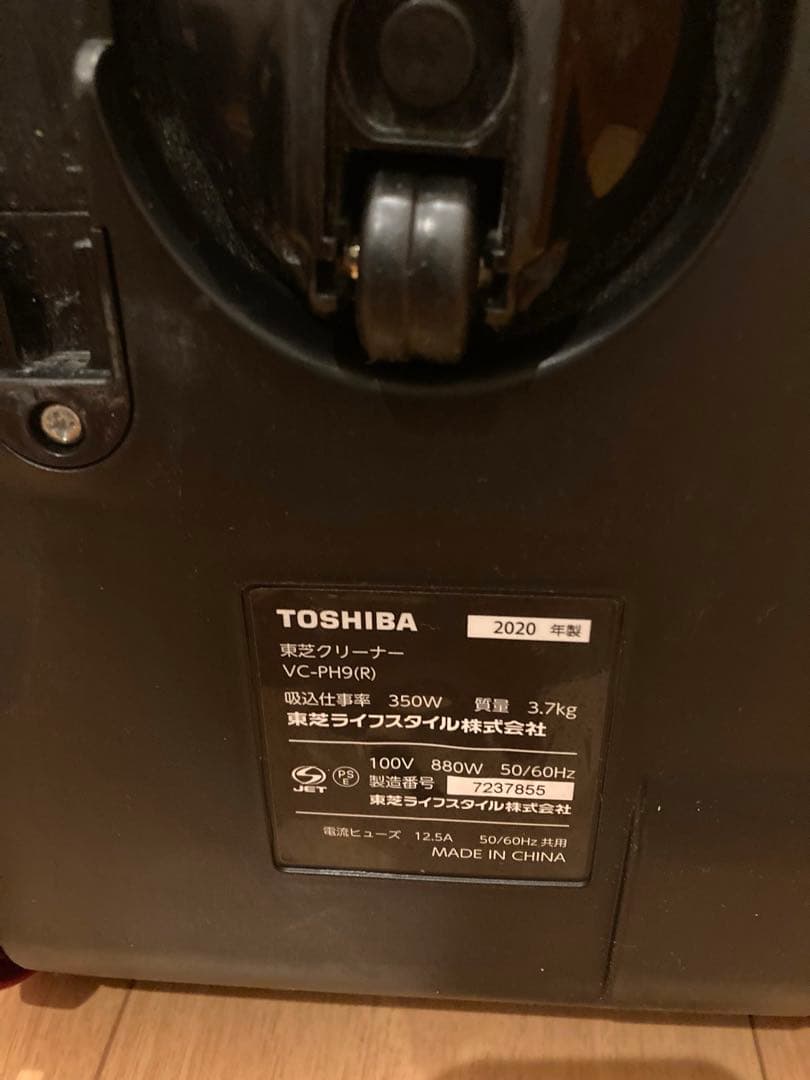 TOSHIBA 2020 年製
東芝クリーナー
VC-PH9(R)
吸込仕事率 350W 質量 3.7kg
東芝ライフスタイル株式会社
100V 880W 50/60Hz
JET PSE 製造番号 7237855
東芝ライフスタイル株式会社
電流ヒューズ 12.5A 50/60Hz 共用
MADE IN CHINA